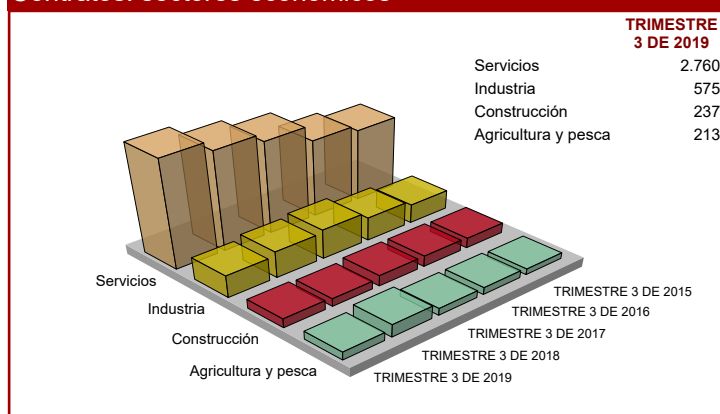 TRIMESTRE
3 DE 2019
Servicios 2.760
Industria 575
Construcción 237
Agricultura y pesca 213
Servicios
Industria
Construcción
Agricultura y pesca
TRIMESTRE 3 DE 2015
TRIMESTRE 3 DE 2016
TRIMESTRE 3 DE 2017
TRIMESTRE 3 DE 2018
TRIMESTRE 3 DE 2019